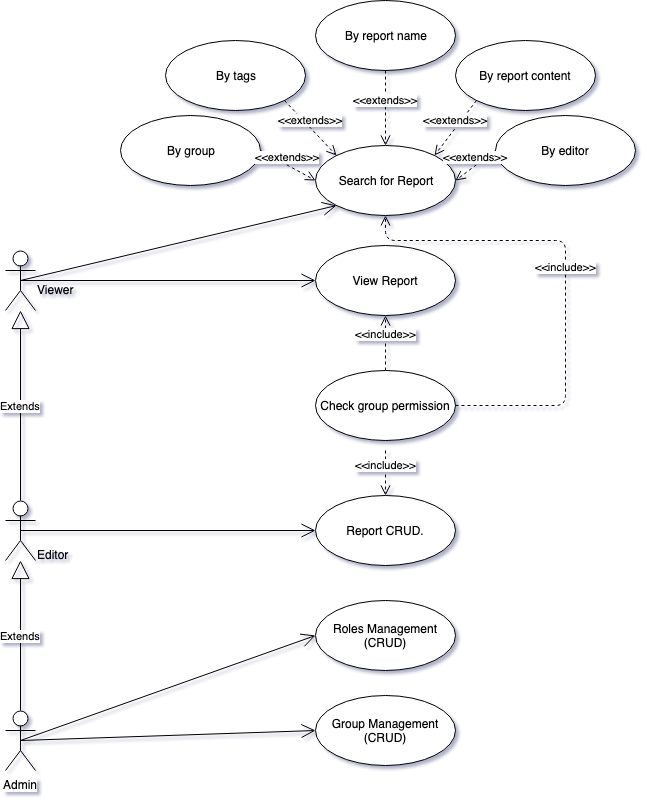 By report name
By tags
By report content
<<extends>>
<<extends>>
<<extends>>
By group
<<extends>>
<<extends>>
By editor
Search for Report
<<include>>
View Report
Viewer
<<include>>
Extends
Check group permission
<<include>>
Report CRUD.
Editor
Roles Management
(CRUD)
Extends
Group Management
(CRUD)
Admin